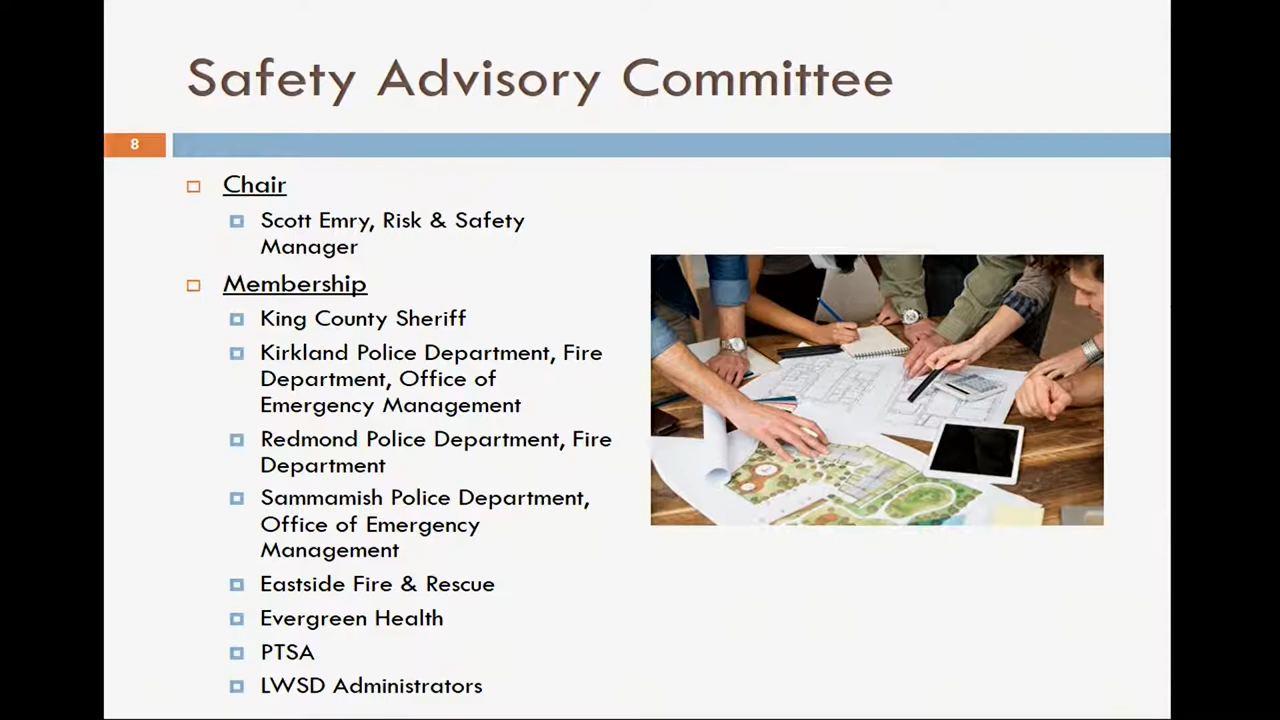 Safety Advisory Committee
8
Chair
Scott Emry, Risk & Safety
Manager
Membership
King County Sheriff
Kirkland Police Department, Fire
Department, Office of
Emergency Management
Redmond Police Department, Fire
Department
Sammamish Police Department,
Office of Emergency
Management
Eastside Fire & Rescue
Evergreen Health
PTSA
LWSD Administrators